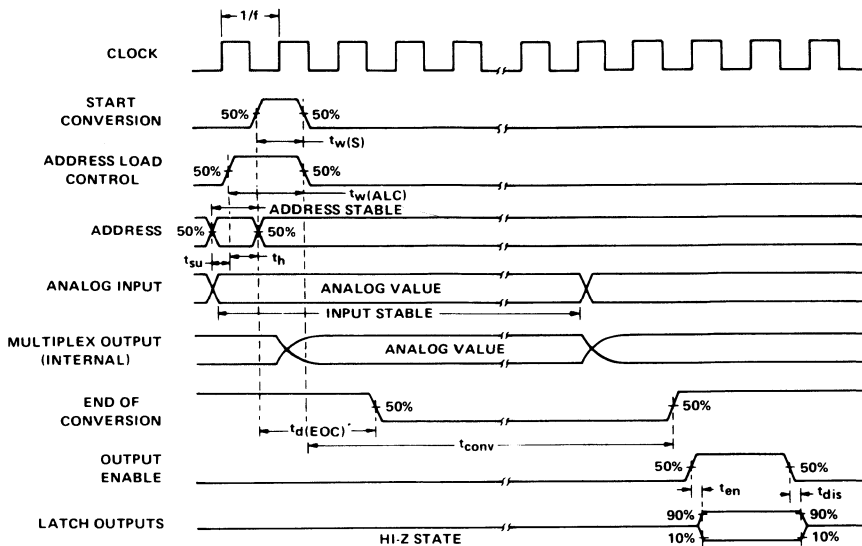 1/f
CLOCK
START
CONVERSION
50%
50%
tw(S)
ADDRESS LOAD
CONTROL
50%
50%
tw(ALC)
ADDRESS STABLE
ADDRESS
50%
50%
tsu
th
ANALOG INPUT
ANALOG VALUE
INPUT STABLE
MULTIPLEX OUTPUT
(INTERNAL)
ANALOG VALUE
END OF
CONVERSION
50%
50%
td(EOC)
tconv
OUTPUT
ENABLE
50%
50%
ten
tdis
LATCH OUTPUTS
90%
90%
10%
10%
HI-Z STATE